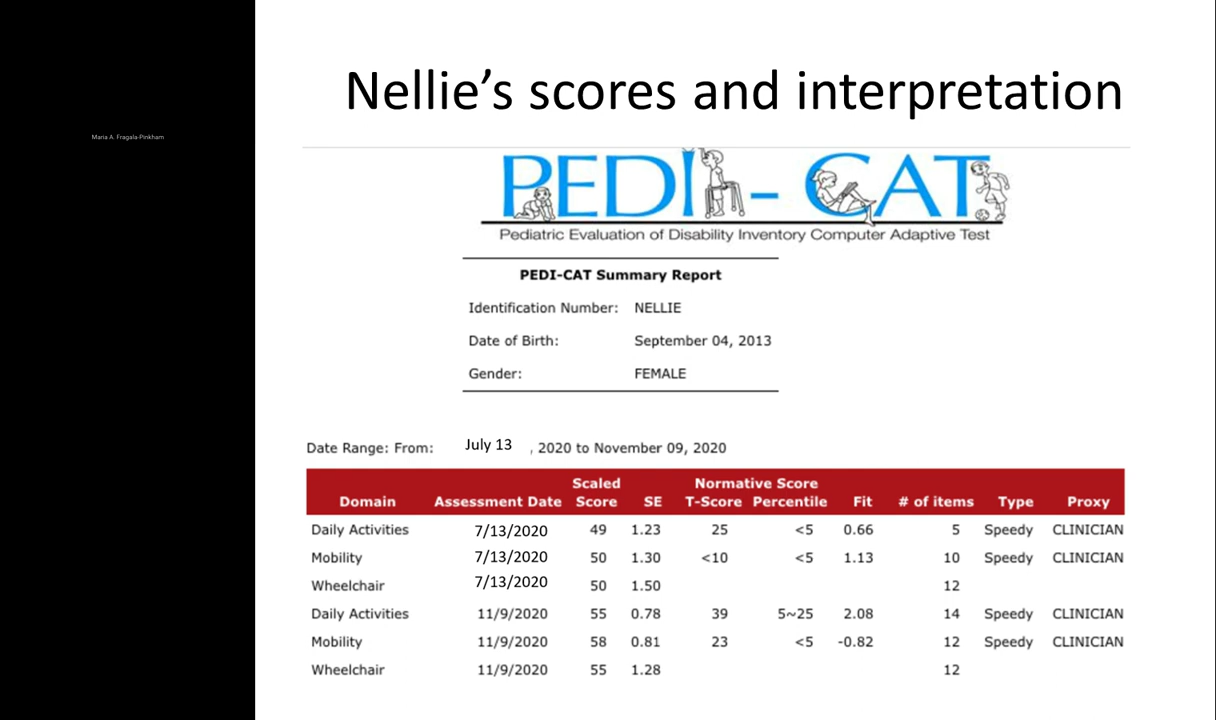 Maria A. Fragala-Pinkham
Nellie’s scores and interpretation
PEDI - CAT
Pediatric Evaluation of Disability Inventory Computer Adaptive Test
PEDI-CAT Summary Report
Identification Number: NELLIE
Date of Birth: September 04, 2013
Gender: FEMALE
Date Range: From: July 13 , 2020 to November 09, 2020
Scaled Normative Score
Domain Assessment Date Score SE T-Score Percentile Fit # of items Type Proxy
Daily Activities 7/13/2020 49 1.23 25 <5 0.66 5 Speedy CLINICIAN
Mobility 7/13/2020 50 1.30 <10 <5 1.13 10 Speedy CLINICIAN
Wheelchair 7/13/2020 50 1.50 12
Daily Activities 11/9/2020 55 0.78 39 5~25 2.08 14 Speedy CLINICIAN
Mobility 11/9/2020 58 0.81 23 <5 -0.82 12 Speedy CLINICIAN
Wheelchair 11/9/2020 55 1.28 12